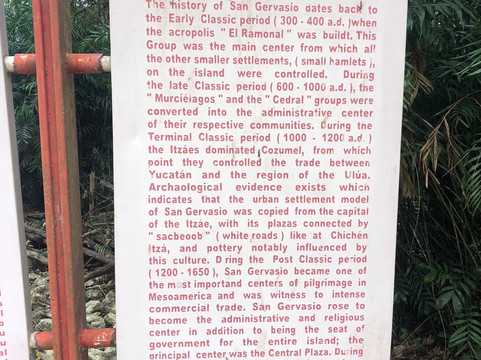 The history of San Gervasio dates back to
the Early Classic period ( 300 - 400 a.d. )when
the acropolis " El Ramonal " was buildt. This
Group was the main center from which all
the other smaller settlements, ( small hamlets ),
on the island were controlled. During
the late Classic period ( 600 - 1000 a.d. ), the
" Murciéiagos " and the " Cedral " groups were
converted into the administrative center
of their respective communities. During tne
Terminal Classic period ( 1000 - 1200 a.d. )
the Itzáes dominated Cozumel, from which
point they controlled the trade between
Yucatán and the region of the Ulúa.
Archaological evidence exists which
indicates that the urban settlement model
of San Gervasio was copied from the capital
of the Itzáe, with its plazas connected by
" sacbeoob " ( white roads ) like at Chichén
Itzá, and pottery notably influenced by
this culture. During the Post Classic period
( 1200 - 1650 ), San Gervasio became one of
the most importand centers of pilgrimage in
Mesoamerica and was witness to intense
commercial trade. San Gervasio rose to
become the administrative and religious
center in addition to being the seat of
government for the entire island; the
principal center was the Central Plaza. During